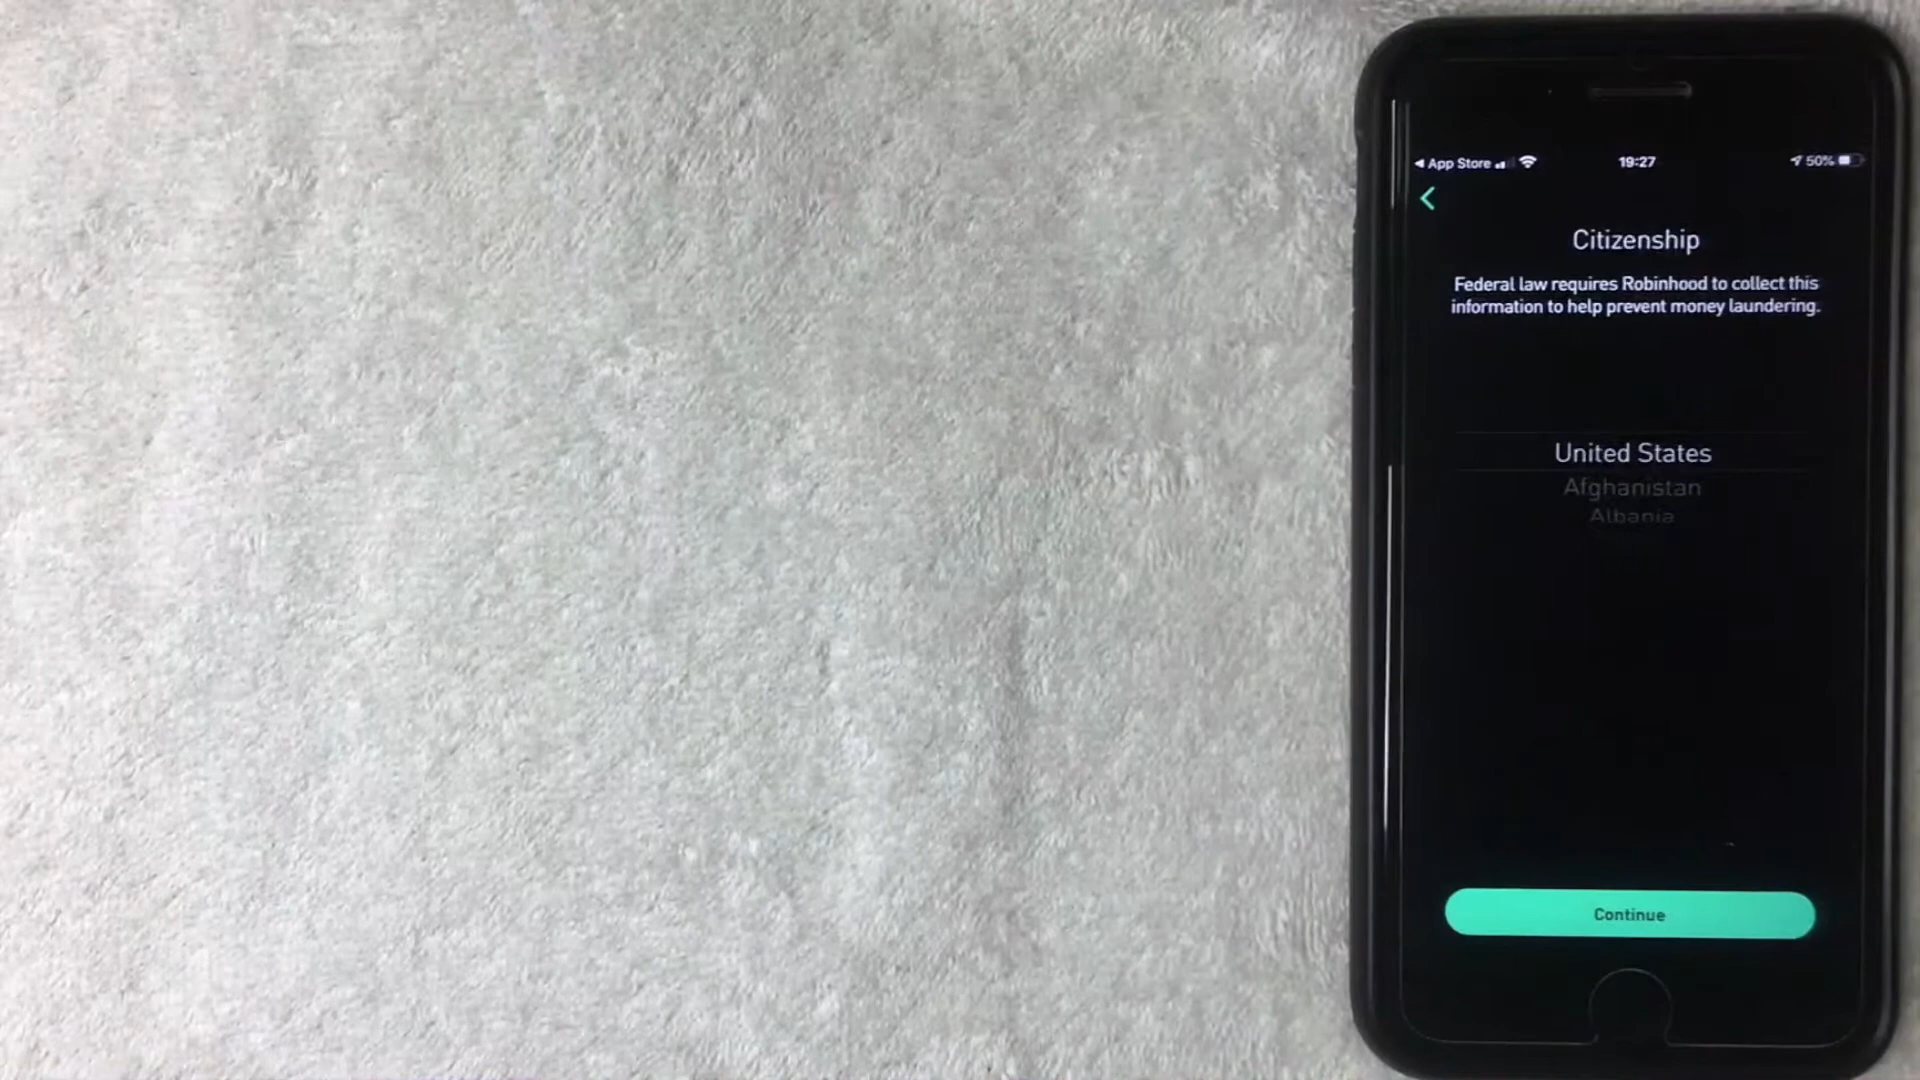 App Store
19:27
50%
Citizenship
Federal law requires Robinhood to collect this
information to help prevent money laundering.
United States
Afghanistan
Albania
Continue